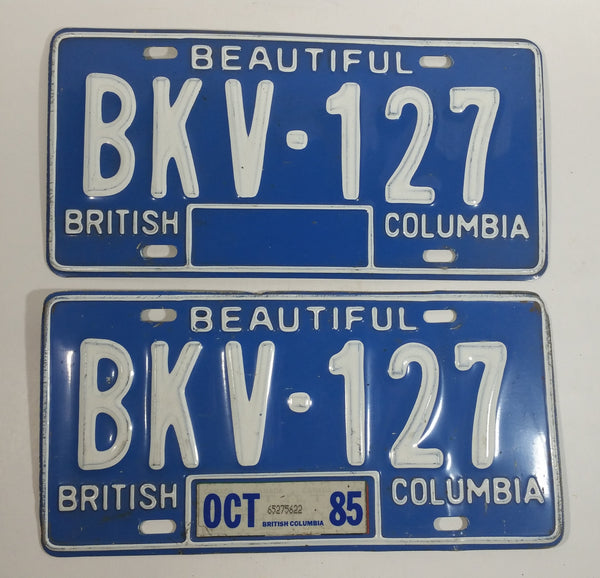 BEAUTIFUL
BKV·127
BRITISH COLUMBIA
BEAUTIFUL
BKV·127
BRITISH COLUMBIA
OCT 65275622 85
BRITISH COLUMBIA